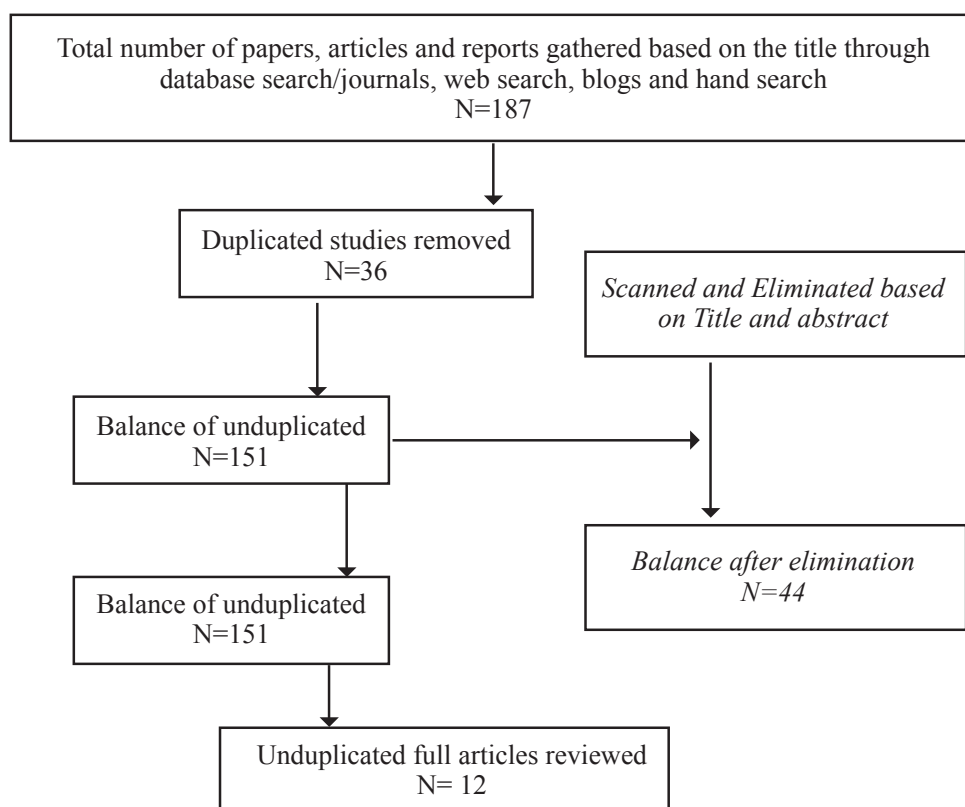 Total number of papers, articles and reports gathered based on the title through
database search/journals, web search, blogs and hand search
N=187
Duplicated studies removed
N=36
Scanned and Eliminated based
on Title and abstract
Balance of unduplicated
N=151
Balance after elimination
N=44
Balance of unduplicated
N=151
Unduplicated full articles reviewed
N= 12